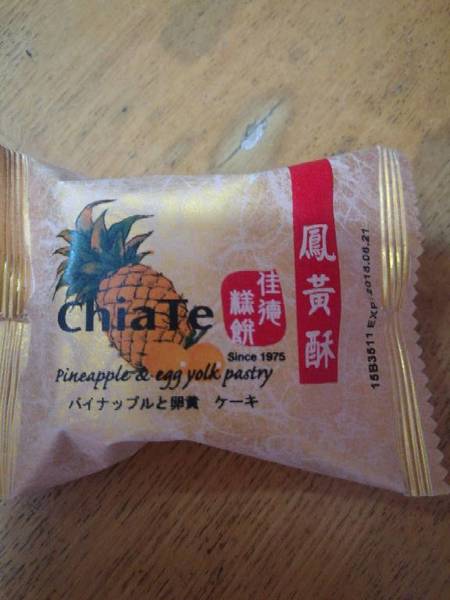 chiaTe
佳德
糕餅
Since 1975
Pineapple & egg yolk pastry
パイナップルと卵黄 ケーキ
鳳黃酥
15B3511 EXP: 2018.06.21